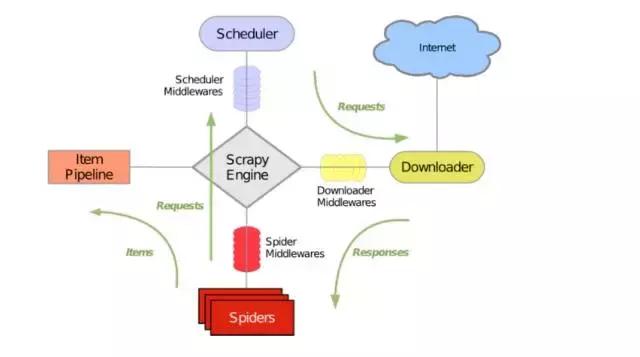 Scheduler
Internet
Scheduler
Middlewares
Requests
Item
Pipeline
Scrapy
Engine
Downloader
Downloader
Middlewares
Requests
Items
Spider
Middlewares
Responses
Spiders